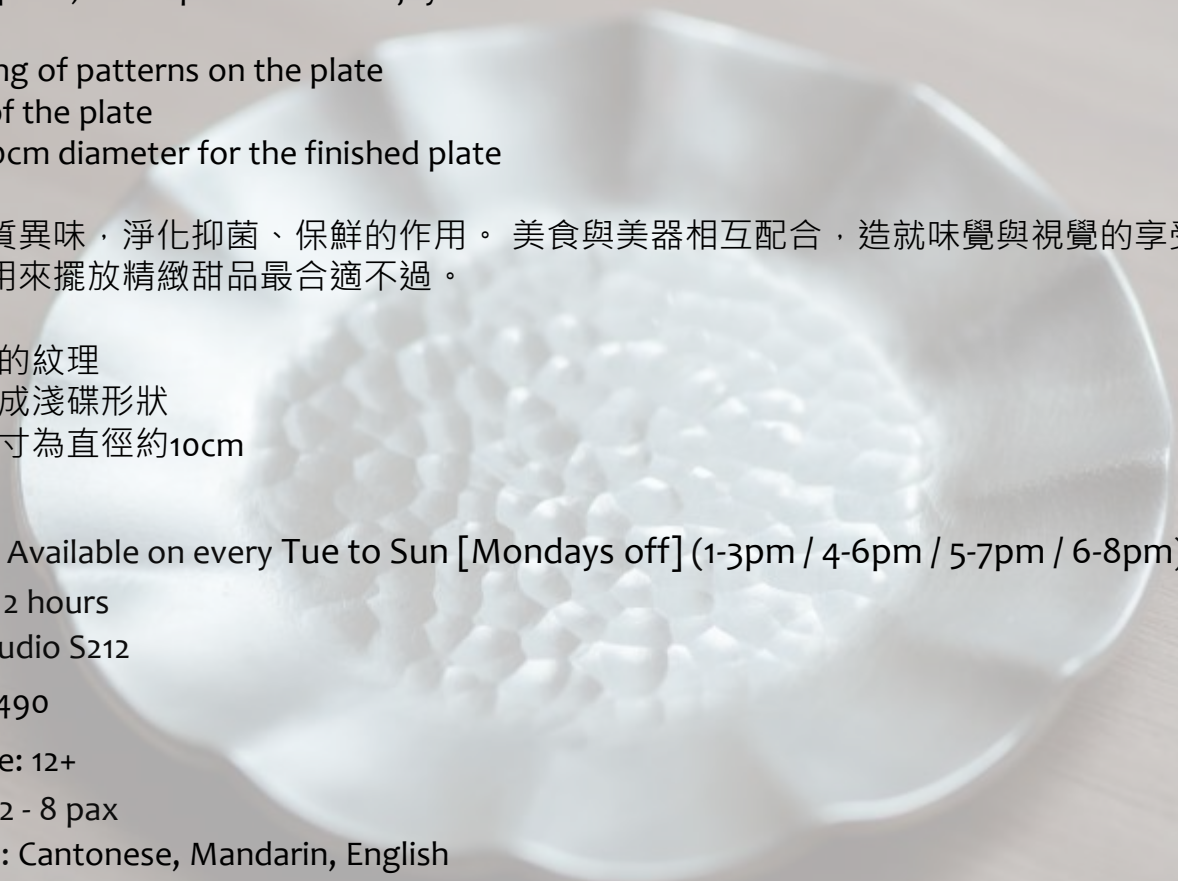 ng of patterns on the plate
of the plate
0cm diameter for the finished plate
質異味，淨化抑菌、保鮮的作用。 美食與美器相互配合，造就味覺與視覺的享受
用來擺放精緻甜品最合適不過。
的紋理
成淺碟形狀
寸為直徑約10cm
Available on every Tue to Sun [Mondays off] (1-3pm / 4-6pm / 5-7pm / 6-8pm)
2 hours
udio S212
490
e: 12+
2 - 8 pax
: Cantonese, Mandarin, English